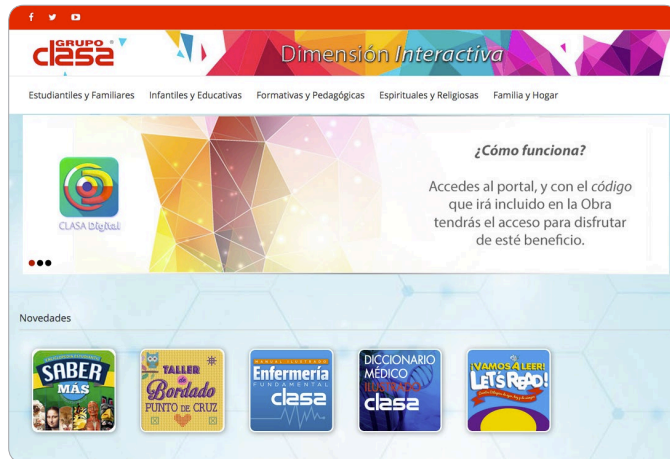 GRUPO
clasa
Dimensión Interactiva
Estudiantiles y Familiares Infantiles y Educativas Formativas y Pedagógicas Espirituales y Religiosas Familia y Hogar
¿Cómo funciona?
Accedes al portal, y con el código
que irá incluido en la Obra
tendrás el acceso para disfrutar
de esté beneficio.
CLASA Digital
Novedades
SABER
MÁS
TALLER
de
Bordado
PUNTO DE CRUZ
MANUAL ILUSTRADO
Enfermería
FUNDAMENTAL
clasa
DICCIONARIO
MÉDICO
ILUSTRADO
clasa
¡VAMOS A LEER!
LET'S READ!